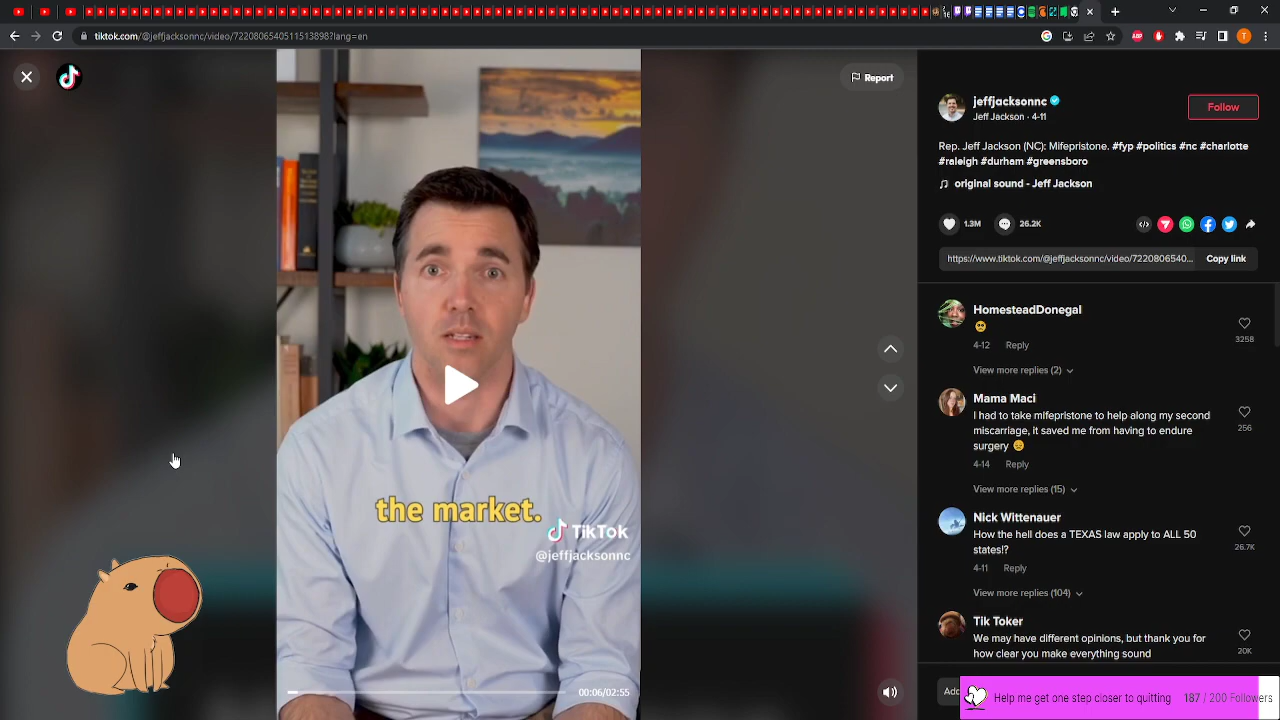 tiktok.com/@jeffjacksonnc/video/7220806540511513898?lang=en
ABP
T
Report
the market.
TikTok
@jeffjacksonnc
00:06/02:55
jeffjacksonnc
Jeff Jackson · 4-11
Follow
Rep. Jeff Jackson (NC): Mifepristone. #fyp #politics #nc #charlotte
#raleigh #durham #greensboro
original sound - Jeff Jackson
1.3M
26.2K
https://www.tiktok.com/@jeffjacksonnc/video/7220806540...
Copy link
HomesteadDonegal
🥺
3258
4-12 Reply
View more replies (2)
Mama Maci
I had to take mifepristone to help along my second
miscarriage, it saved me from having to endure
surgery 🥺
256
4-14 Reply
View more replies (15)
Nick Wittenauer
How the hell does a TEXAS law apply to ALL 50
states!?
26.7K
4-11 Reply
View more replies (104)
Tik Toker
We may have different opinions, but thank you for
how clear you make everything sound
20K
Help me get closer to quitting 187 / 200 Followers